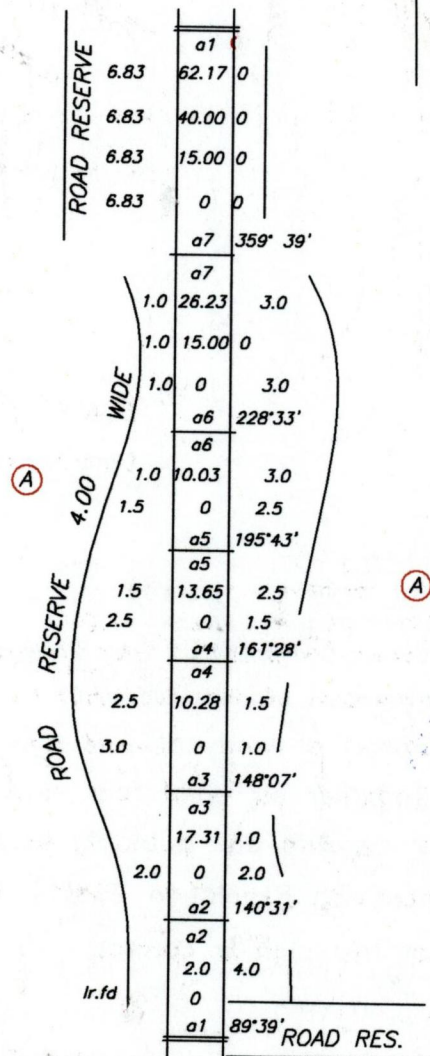 a1
6.83 62.17 0
6.83 40.00 0
6.83 15.00 0
6.83 0 0
ROAD RESERVE
a7 359° 39'
a7
1.0 26.23 3.0
1.0 15.00 0
1.0 0 3.0
a6 228°33'
a6
1.0 10.03 3.0
1.5 0 2.5
a5 195°43'
a5
1.5 13.65 2.5
2.5 0 1.5
a4 161°28'
a4
2.5 10.28 1.5
3.0 0 1.0
a3 148°07'
a3
17.31 1.0
2.0 0 2.0
a2 140°31'
a2
2.0 4.0
Ir.fd 0
a1 89°39'
ROAD RES.
ROAD RESERVE 4.00 WIDE
A
A